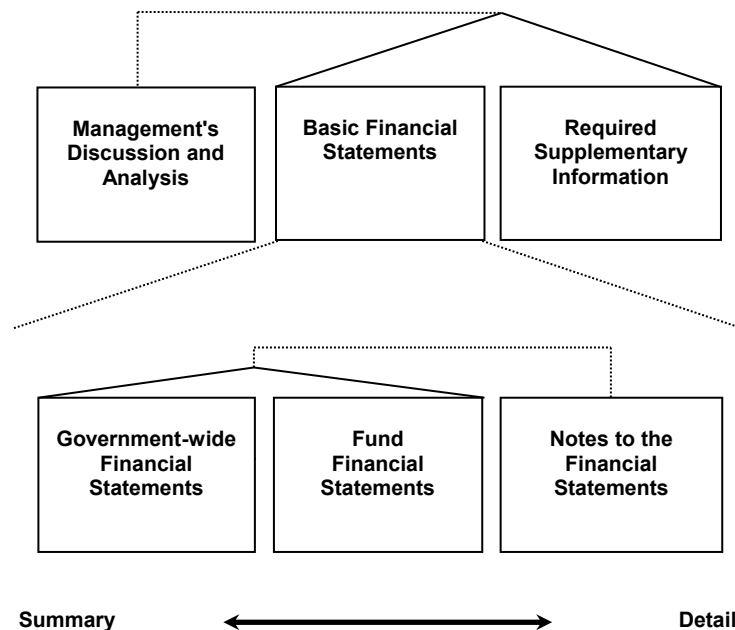 Management's
Discussion and
Analysis
Basic Financial
Statements
Required
Supplementary
Information
Government-wide
Financial
Statements
Fund
Financial
Statements
Notes to the
Financial
Statements
Summary
Detail